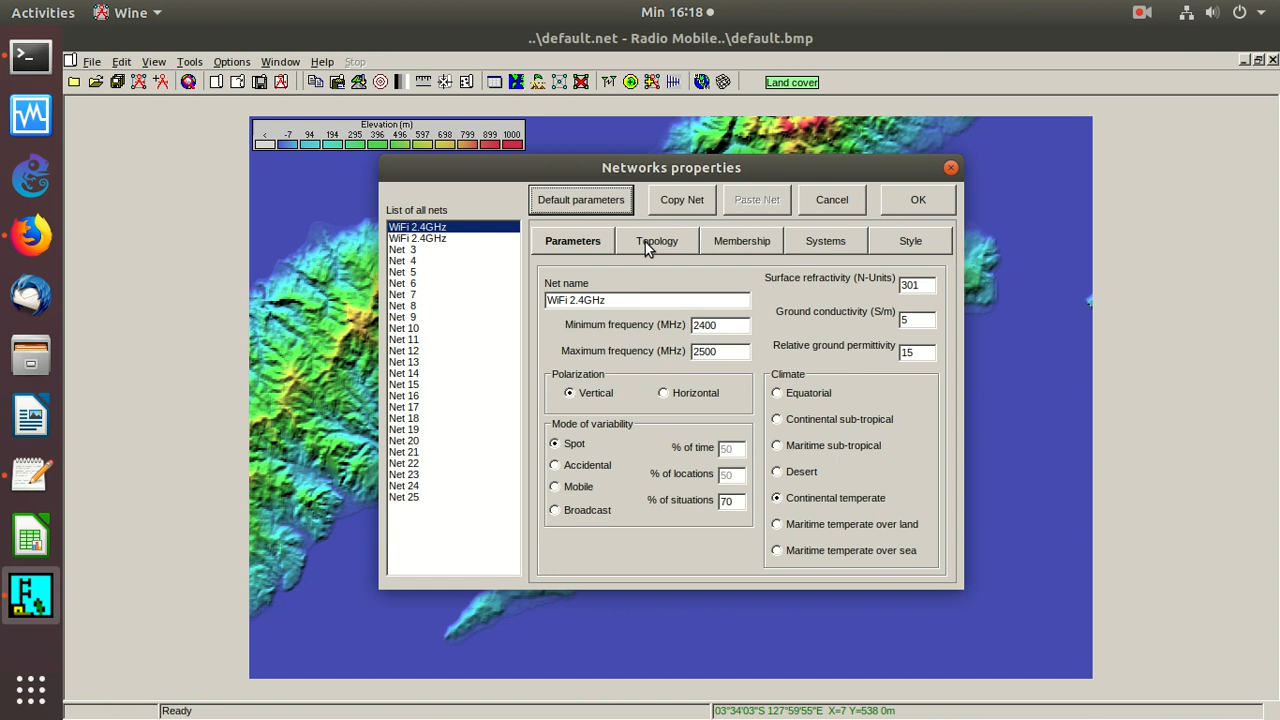 Activities Wine Min 16:18
..\default.net - Radio Mobile..\default.bmp
File Edit View Tools Options Window Help Stop
Land cover
Elevation (m)
< -7 94 194 295 396 496 597 698 799 899 1000
Networks properties
Default parameters Copy Net Paste Net Cancel OK
List of all nets
WiFi 2.4GHz
WiFi 2.4GHz
Net 3
Net 4
Net 5
Net 6
Net 7
Net 8
Net 9
Net 10
Net 11
Net 12
Net 13
Net 14
Net 15
Net 16
Net 17
Net 18
Net 19
Net 20
Net 21
Net 22
Net 23
Net 24
Net 25
Parameters Topology Membership Systems Style
Net name
WiFi 2.4GHz
Minimum frequency (MHz) 2400
Maximum frequency (MHz) 2500
Surface refractivity (N-Units) 301
Ground conductivity (S/m) 5
Relative ground permittivity 15
Polarization
Vertical Horizontal
Mode of variability
Spot
Accidental
Mobile
Broadcast
% of time 50
% of locations 50
% of situations 70
Climate
Equatorial
Continental sub-tropical
Maritime sub-tropical
Desert
Continental temperate
Maritime temperate over land
Maritime temperate over sea
Ready 03°34'03"S 127°59'55"E X=7 Y=538 0m